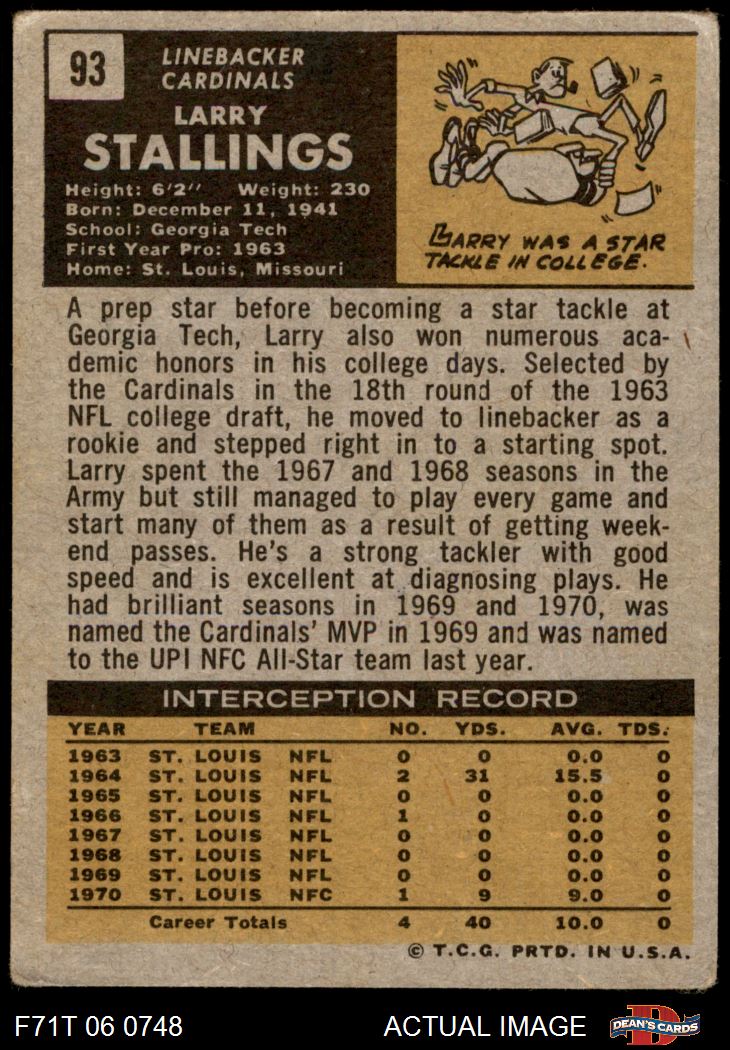 93
LINEBACKER
CARDINALS
LARRY
STALLINGS
Height: 6'2" Weight: 230
Born: December 11, 1941
School: Georgia Tech
First Year Pro: 1963
Home: St. Louis, Missouri
LARRY WAS A STAR
TACKLE IN COLLEGE.
A prep star before becoming a star tackle at
Georgia Tech, Larry also won numerous aca-
demic honors in his college days. Selected by
the Cardinals in the 18th round of the 1963
NFL college draft, he moved to linebacker as a
rookie and stepped right in to a starting spot.
Larry spent the 1967 and 1968 seasons in the
Army but still managed to play every game and
start many of them as a result of getting week-
end passes. He's a strong tackler with good
speed and is excellent at diagnosing plays. He
had brilliant seasons in 1969 and 1970, was
named the Cardinals' MVP in 1969 and was named
to the UPI NFC All-Star team last year.
INTERCEPTION RECORD
YEAR TEAM NO. YDS. AVG. TDS.
1963 ST. LOUIS NFL 0 0 0.0 0
1964 ST. LOUIS NFL 2 31 15.5 0
1965 ST. LOUIS NFL 0 0 0.0 0
1966 ST. LOUIS NFL 1 0 0.0 0
1967 ST. LOUIS NFL 0 0 0.0 0
1968 ST. LOUIS NFL 0 0 0.0 0
1969 ST. LOUIS NFL 0 0 0.0 0
1970 ST. LOUIS NFC 1 9 9.0 0
Career Totals 4 40 10.0 0
© T.C.G. PRTD. IN U.S.A.
F71T 06 0748
ACTUAL IMAGE
D
DEAN'S CARDS